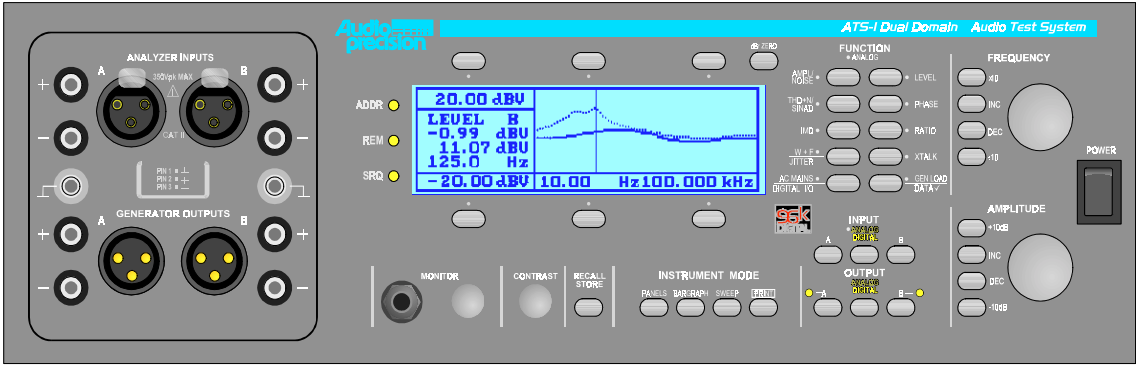 Audio precision
ATS-1 Dual Domain Audio Test System
ANALYZER INPUTS
A
B
350Vpk MAX
CAT II
+
+
-
-
PIN 1
PIN 2 +
PIN 3 -
GENERATOR OUTPUTS
A
B
+
+
-
-
ADDR
REM
SRQ
20.00 dBV
LEVEL B
-0.99 dBV
11.07 dBV
125.0 Hz
-20.00 dBV
10.00 Hz
100.000 kHz
dB ZERO
FUNCTION
ANALOG
AMPL/ NOISE
LEVEL
THD+N/ SINAD
PHASE
IMD
RATIO
W + F
JITTER
XTALK
AC MAINS
DIGITAL I/O
GEN LOAD
DATA✓
DIGITAL
INPUT
ANALOG
DIGITAL
A
B
OUTPUT
ANALOG
DIGITAL
A
B
MONITOR
CONTRAST
RECALL
STORE
INSTRUMENT MODE
PANELS
BARGRAPH
SWEEP
FREQUENCY
x10
INC
DEC
÷10
AMPLITUDE
+10dB
INC
DEC
-10dB
POWER